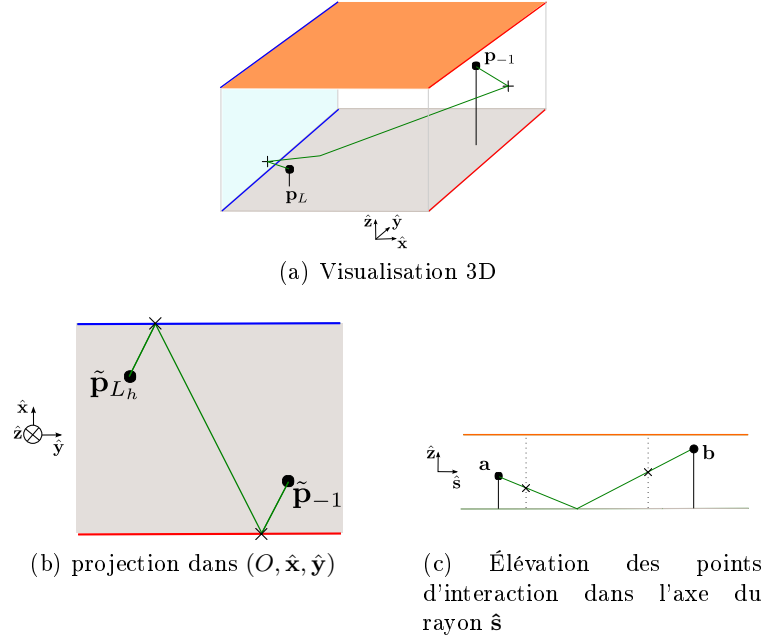 p₋₁
p_L
ẑ ŷ
x̂
(a) Visualisation 3D
p̃_{L_h}
x̂
ẑ
ŷ
p̃₋₁
(b) projection dans (O, x̂, ŷ)
ẑ
ŝ
a
b
(c) Élévation des points
d'interaction dans l'axe du
rayon ŝ